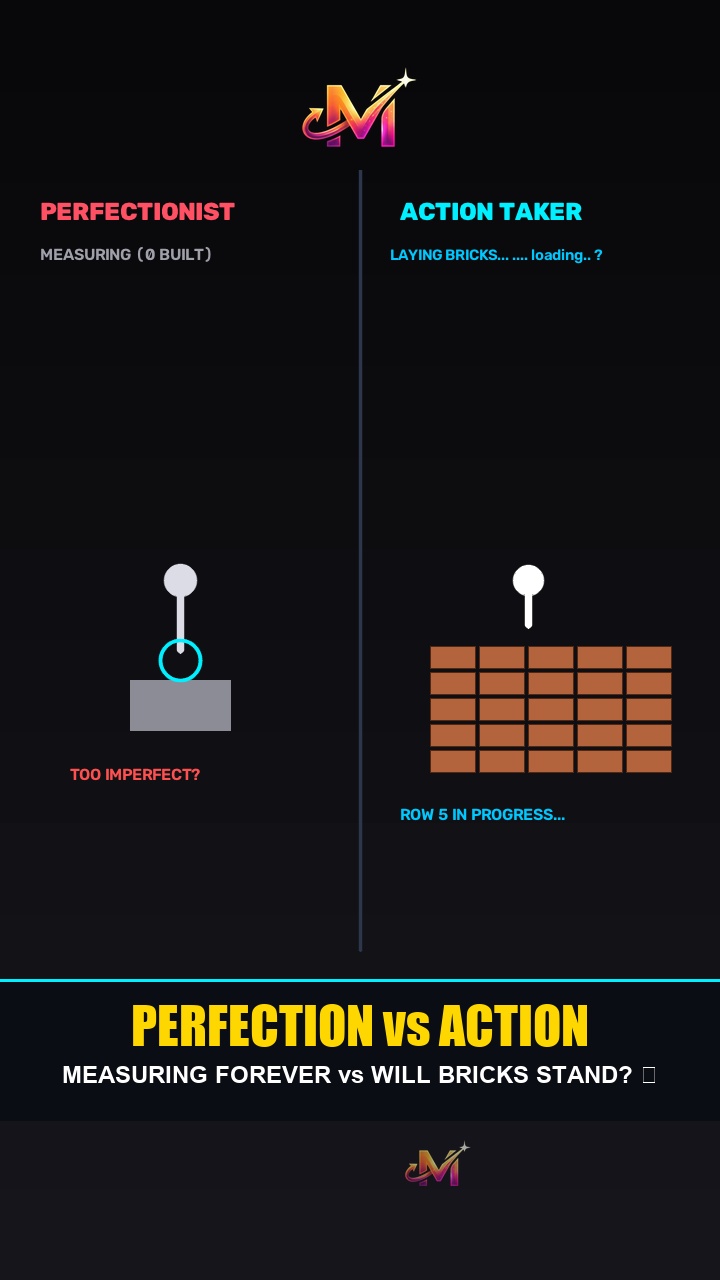 M
PERFECTIONIST
MEASURING (0 BUILT)
TOO IMPERFECT?
ACTION TAKER
LAYING BRICKS... .... loading.. ?
ROW 5 IN PROGRESS...
PERFECTION vs ACTION
MEASURING FOREVER vs WILL BRICKS STAND? □
M